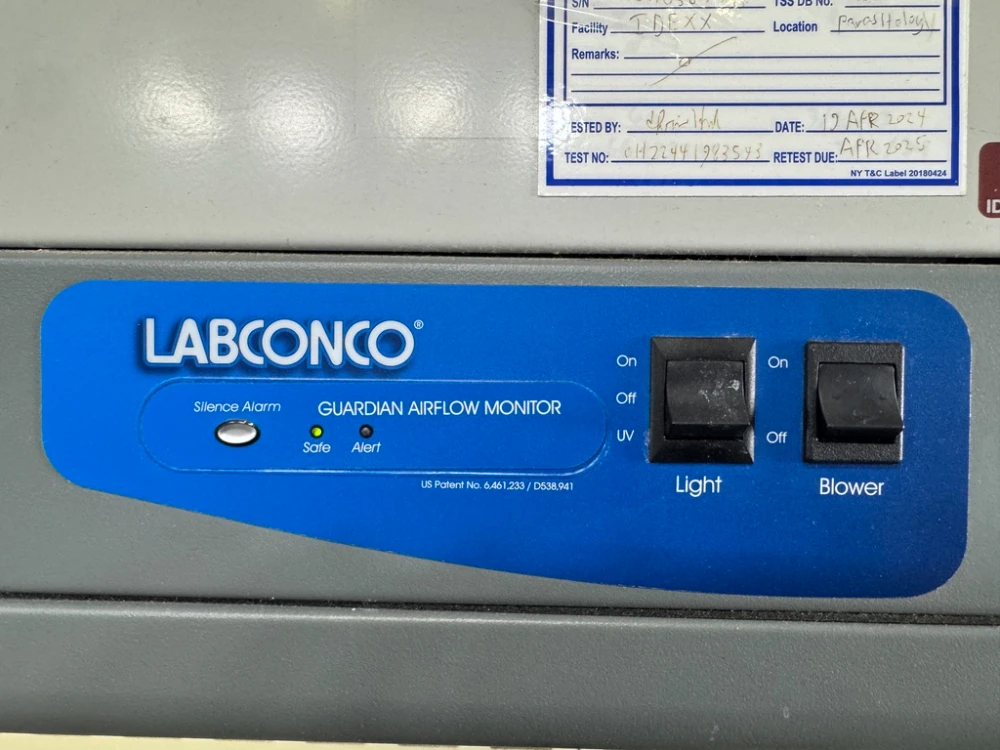 S/N TSS DB No.
Facility IDEXX Location Parasitology
Remarks:
ESTED BY: DATE: 19 APR 2024
TEST NO: RETEST DUE: APR 2025
NY T&C Label 20180424
ID
LABCONCO®
Silence Alarm GUARDIAN AIRFLOW MONITOR
Safe Alert
US Patent No. 6,461,233 / D538,941
On On
Off
UV Off
Light Blower